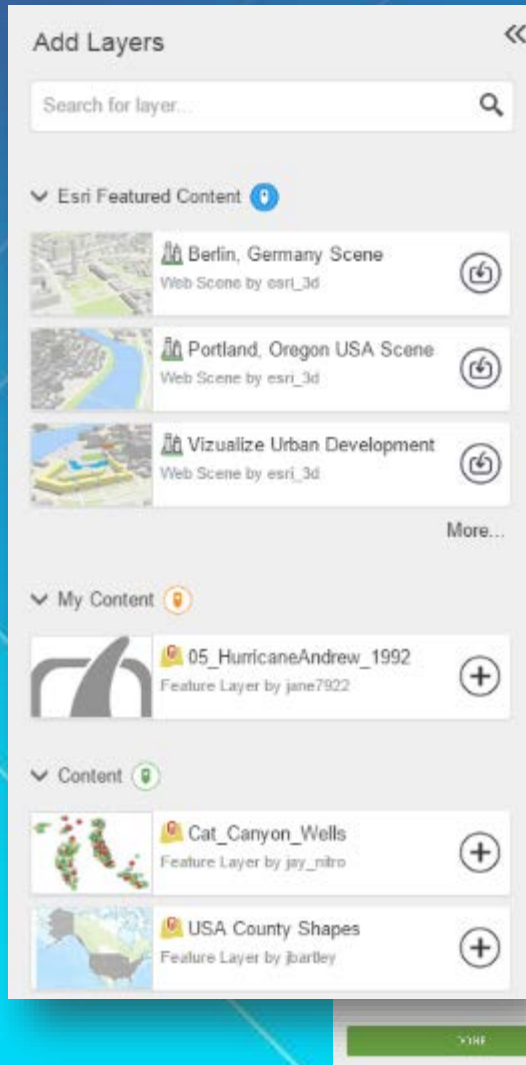 Add Layers
Search for layer...
Esri Featured Content
Berlin, Germany Scene
Web Scene by esri_3d
Portland, Oregon USA Scene
Web Scene by esri_3d
Vizualize Urban Development
Web Scene by esri_3d
More...
My Content
05_HurricaneAndrew_1992
Feature Layer by jane7922
Content
Cat_Canyon_Wells
Feature Layer by jay_nitro
USA County Shapes
Feature Layer by jbartley
DONE